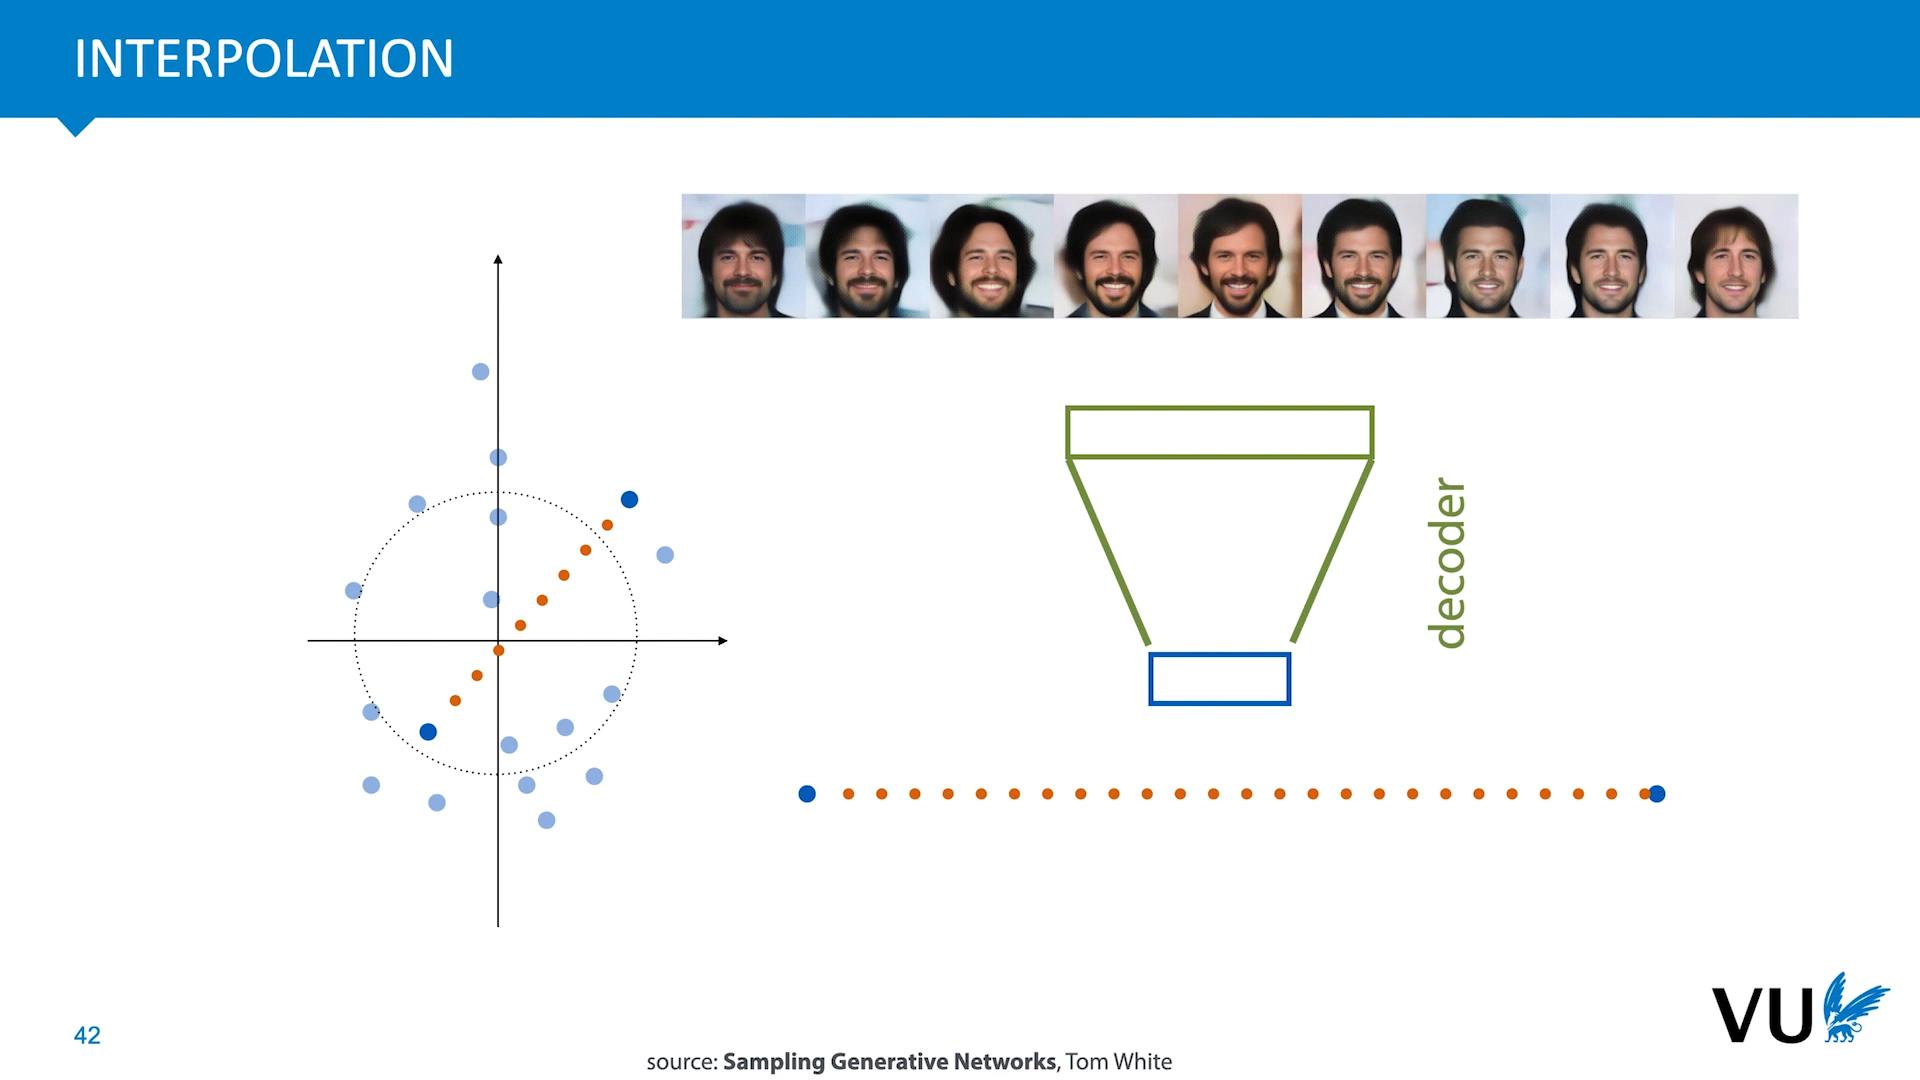 INTERPOLATION
decoder
VU
42
source: Sampling Generative Networks, Tom White